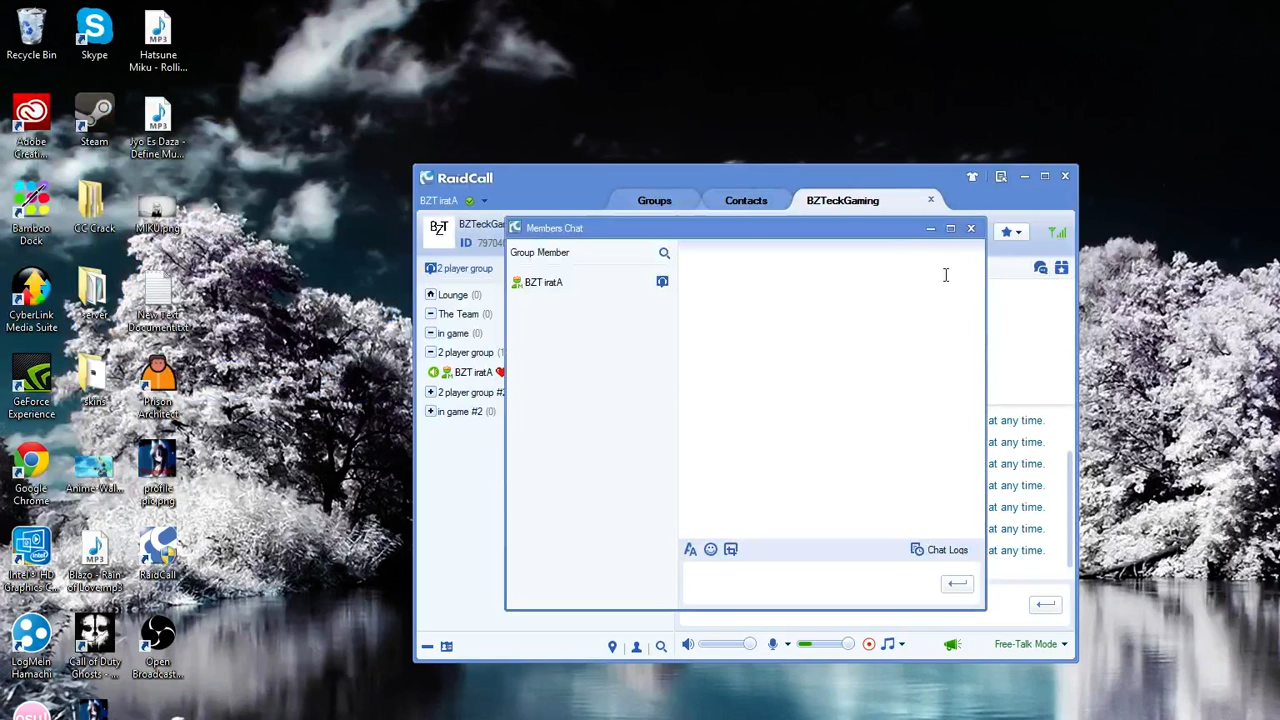 Recycle Bin
Skype
Hatsune
Miku - Rolli...
Adobe
Creati...
Steam
Jyo Es Daza -
Define Mu...
Bamboo
Dock
CC Crack
MIKU.png
CyberLink
Media Suite
server
New Text
Document.txt
GeForce
Experience
skins
Prison
Architect
Google
Chrome
Anime-Wal...
profile
pic.png
Intel® HD
Graphics C...
Blazo - Rain
of Love.mp3
RaidCall
LogMeIn
Hamachi
Call of Duty
Ghosts - ...
Open
Broadcast...
MP3
MP3
MP3
osu!
RaidCall
BZT iratA
Groups
Contacts
BZTeckGaming
BZT
BZTeckGa
ID 79704
2 player group
Lounge (0)
The Team (0)
in game (0)
2 player group (1
BZT iratA
2 player group #2
in game #2 (0)
Members Chat
Group Member
BZT iratA
Chat Logs
at any time.
at any time.
at any time.
at any time.
at any time.
at any time.
at any time.
Free-Talk Mode